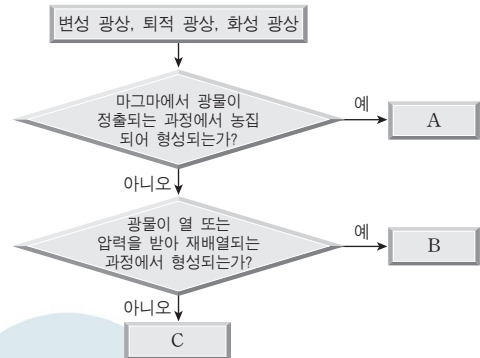 변성 광상, 퇴적 광상, 화성 광상
마그마에서 광물이
정출되는 과정에서 농집
되어 형성되는가?
예
A
아니오
광물이 열 또는
압력을 받아 재배열되는
과정에서 형성되는가?
예
B
아니오
C